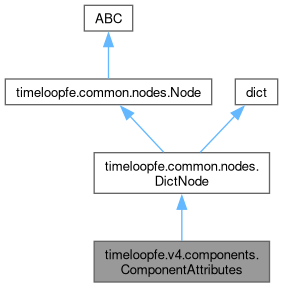 ABC
timeloopfe.common.nodes.Node
dict
timeloopfe.common.nodes.
DictNode
timeloopfe.v4.components.
ComponentAttributes